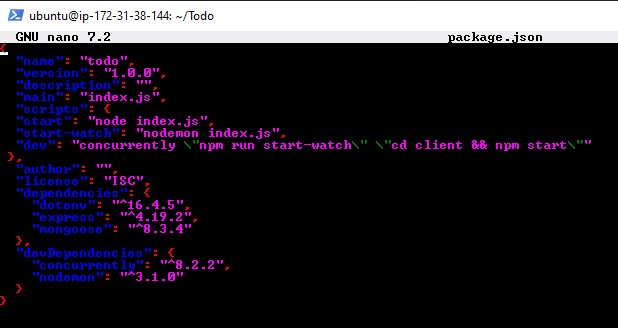 ubuntu@ip-172-31-38-144: ~/Todo
GNU nano 7.2 package.json
{
"name": "todo",
"version": "1.0.0",
"description": "",
"main": "index.js",
"scripts": {
"start": "node index.js",
"start-watch": "nodemon index.js",
"dev": "concurrently \"npm run start-watch\" \"cd client && npm start\""
},
"author": "",
"license": "ISC",
"dependencies": {
"dotenv": "^16.4.5",
"express": "^4.19.2",
"mongoose": "^8.3.4"
},
"devDependencies": {
"concurrently": "^8.2.2",
"nodemon": "^3.1.0"
}
}